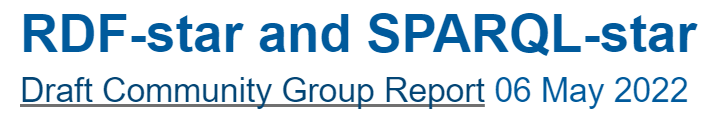 RDF-star and SPARQL-star
Draft Community Group Report 06 May 2022